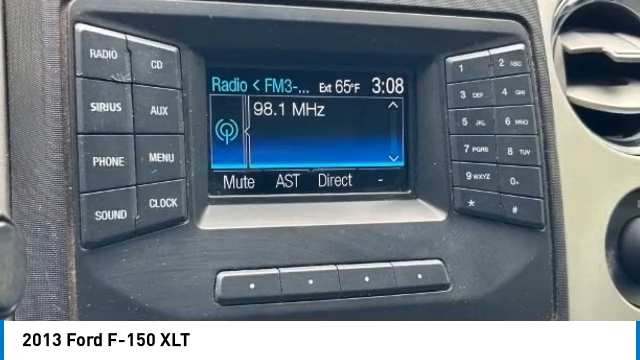 RADIO
CD
SIRIUS
AUX
PHONE
MENU
SOUND
CLOCK
Radio < FM3-... Ext 65°F 3:08
98.1 MHz
Mute AST Direct -
1
2 ABC
3 DEF
4 GHI
5 JKL
6 MNO
7 PQRS
8 TUV
9 WXYZ
0
*
#
2013 Ford F-150 XLT